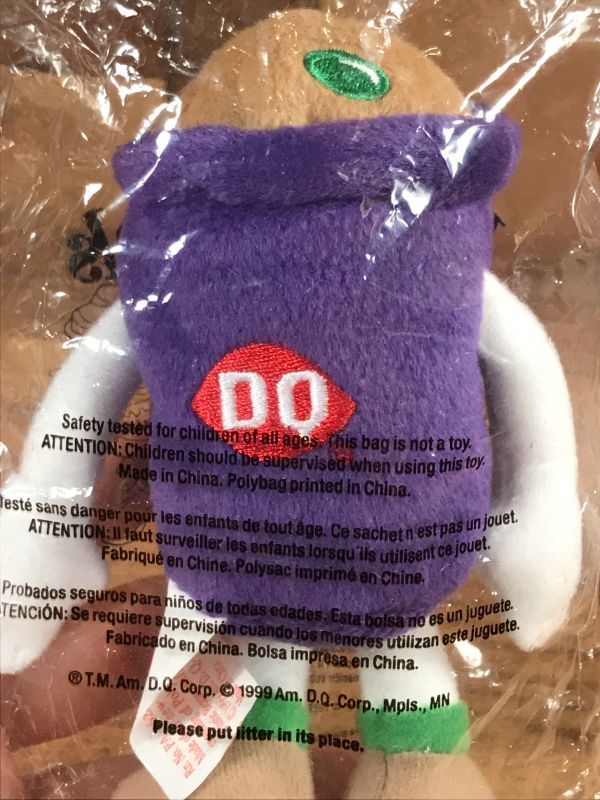 DQ
Safety tested for children of all ages. This bag is not a toy.
ATTENTION: Children should be supervised when using this toy.
Made in China. Polybag printed in China.
Testé sans danger pour les enfants de tout âge. Ce sachet n'est pas un jouet.
ATTENTION: Il faut surveiller les enfants lorsqu'ils utilisent ce jouet.
Fabriqué en Chine. Polysac imprimé en Chine.
Probados seguros para niños de todas edades. Esta bolsa no es un juguete.
TENCIÓN: Se requiere supervisión cuando los menores utilizan este juguete.
Fabricado en China. Bolsa impresa en China.
® T.M. Am. D.Q. Corp. © 1999 Am. D.Q. Corp., Mpls., MN
Please put litter in its place.